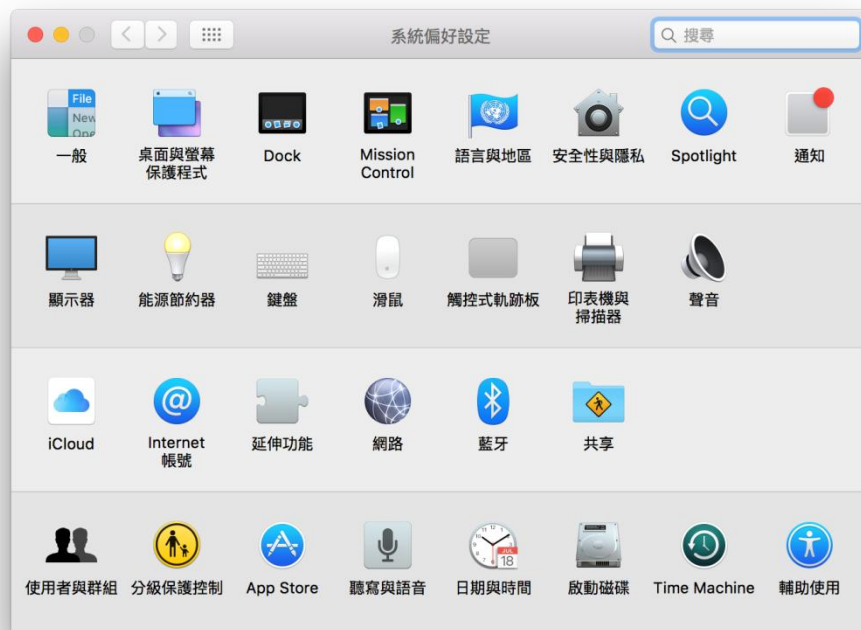 系統偏好設定
搜尋
File
New
Ope
一般
桌面與螢幕
保護程式
Dock
Mission
Control
語言與地區
安全性與隱私
Spotlight
通知
顯示器
能源節約器
鍵盤
滑鼠
觸控式軌跡板
印表機與
掃描器
聲音
iCloud
@
Internet
帳號
延伸功能
網路
藍牙
共享
使用者與群組
分級保護控制
App Store
聽寫與語音
JUL
18
日期與時間
啟動磁碟
Time Machine
輔助使用